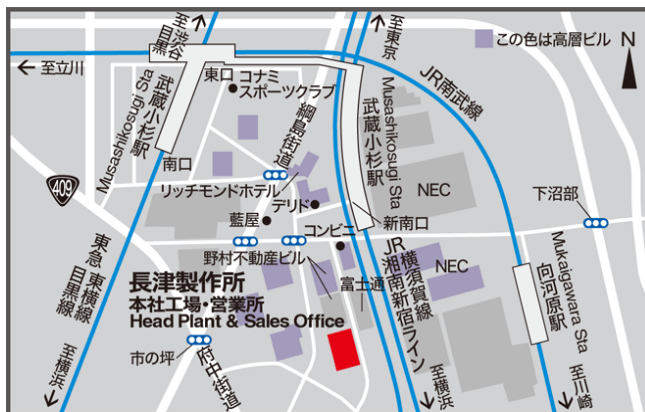 至渋谷
目黒
至東京
この色は高層ビル
N
至立川
東口
コナミ
スポーツクラブ
武蔵小杉駅
Musashikosugi Sta
綱島街道
武蔵小杉駅
Musashikosugi Sta
JR南武線
南口
409
リッチモンドホテル
NEC
下沼部
デリド
新南口
藍屋
コンビニ
東急 東横線
目黒線
野村不動産ビル
富士通
JR 横須賀線
湘南新宿ライン
NEC
向河原駅
Mukaigawara Sta
長津製作所
本社工場・営業所
Head Plant & Sales Office
市の坪
府中街道
至横浜
至横浜
至川崎